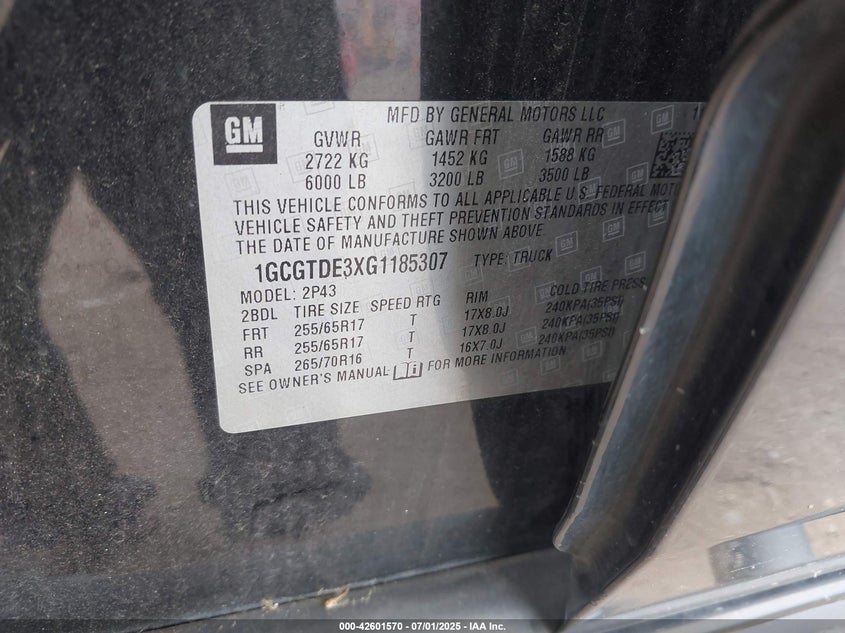 GM
MFD BY GENERAL MOTORS LLC
GVWR GAWR FRT GAWR RR
2722 KG 1452 KG 1588 KG
6000 LB 3200 LB 3500 LB
THIS VEHICLE CONFORMS TO ALL APPLICABLE U.S. FEDERAL MOTO
VEHICLE SAFETY AND THEFT PREVENTION STANDARDS IN EFFECT
THE DATE OF MANUFACTURE SHOWN ABOVE.
1GCGTDE3XG1185307 TYPE: TRUCK
MODEL: 2P43
2BDL TIRE SIZE SPEED RTG RIM COLD TIRE PRESS
FRT 255/65R17 T 17X8.0J 240KPA(35PSI)
RR 255/65R17 T 17X8.0J 240KPA(35PSI)
SPA 265/70R16 T 16X7.0J 240KPA(35PSI)
SEE OWNER'S MANUAL FOR MORE INFORMATION
000-42601570 - 07/01/2025 - IAA Inc.